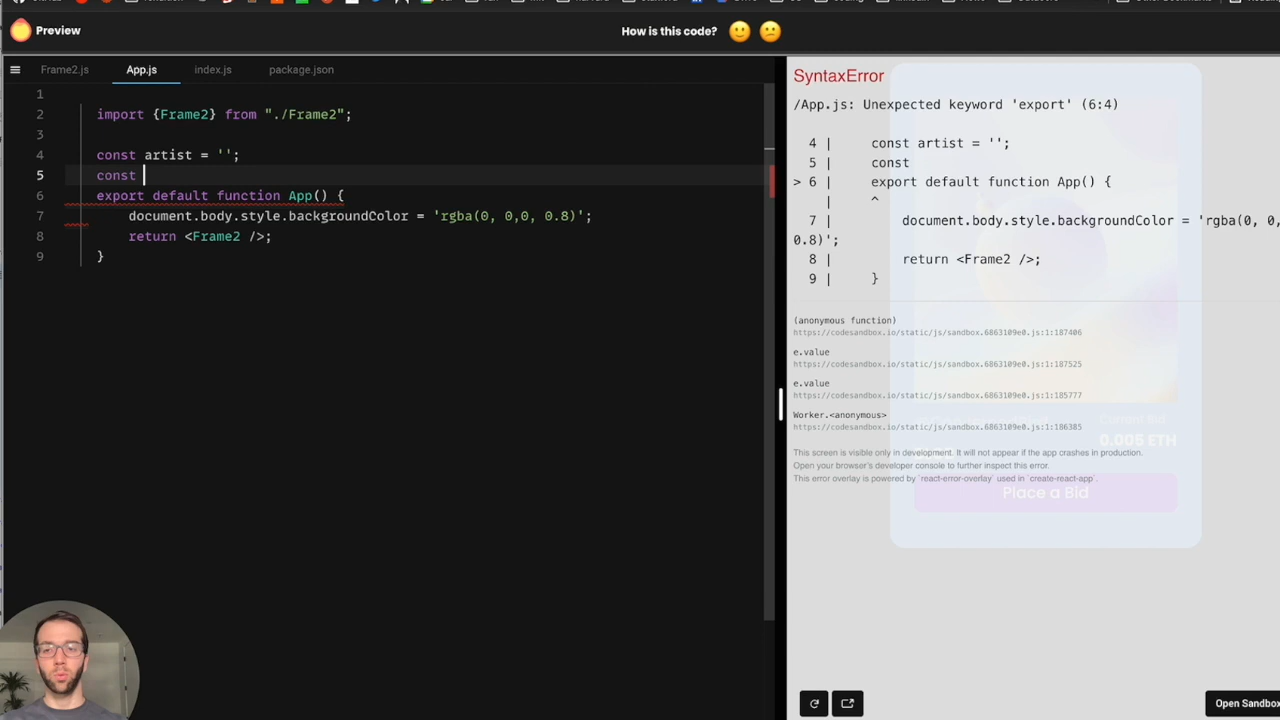 Preview
How is this code?
Frame2.js
App.js
index.js
package.json
1
2 import {Frame2} from "./Frame2";
3
4 const artist = '';
5 const
6 export default function App() {
7 document.body.style.backgroundColor = 'rgba(0, 0,0, 0.8)';
8 return <Frame2 />;
9 }
SyntaxError
/App.js: Unexpected keyword 'export' (6:4)
4 | const artist = '';
5 | const
> 6 | export default function App() {
| ^
7 | document.body.style.backgroundColor = 'rgba(0, 0,
0.8)';
8 | return <Frame2 />;
9 | }
(anonymous function)
https://codesandbox.io/static/js/sandbox.6863109e0.js:1:187406
e.value
https://codesandbox.io/static/js/sandbox.6863109e0.js:1:187525
e.value
https://codesandbox.io/static/js/sandbox.6863109e0.js:1:185777
Worker.<anonymous>
https://codesandbox.io/static/js/sandbox.6863109e0.js:1:186385
Current Bid
0.005 ETH
This screen is visible only in development. It will not appear if the app crashes in production.
Open your browser's developer console to further inspect this error.
This error overlay is powered by `react-error-overlay` used in `create-react-app`.
Place a Bid
Open Sandbox